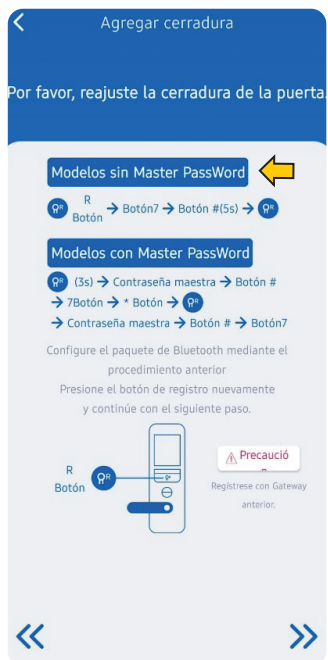 Agregar cerradura
Por favor, reajuste la cerradura de la puerta.
Modelos sin Master PassWord
R Botón → Botón7 → Botón #(5s) → R
Modelos con Master PassWord
R (3s) → Contraseña maestra → Botón #
→ 7Botón → * Botón → R
→ Contraseña maestra → Botón # → Botón7
Configure el paquete de Bluetooth mediante el
procedimiento anterior
Presione el botón de registro nuevamente
y continúe con el siguiente paso.
R
Botón
R
Precaució
Regístrese con Gateway
anterior.